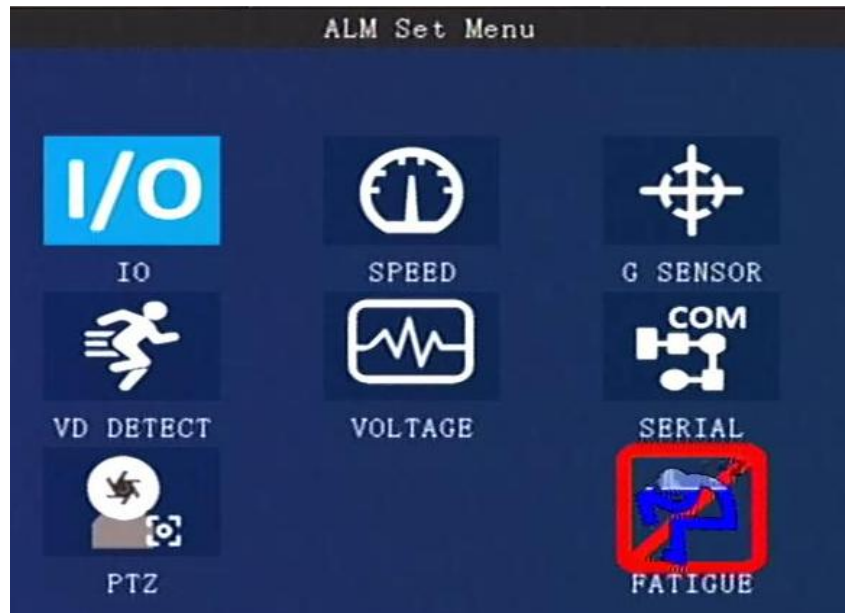 ALM Set Menu
I/O
IO SPEED G SENSOR
COM
VD DETECT VOLTAGE SERIAL
PTZ FATIGUE